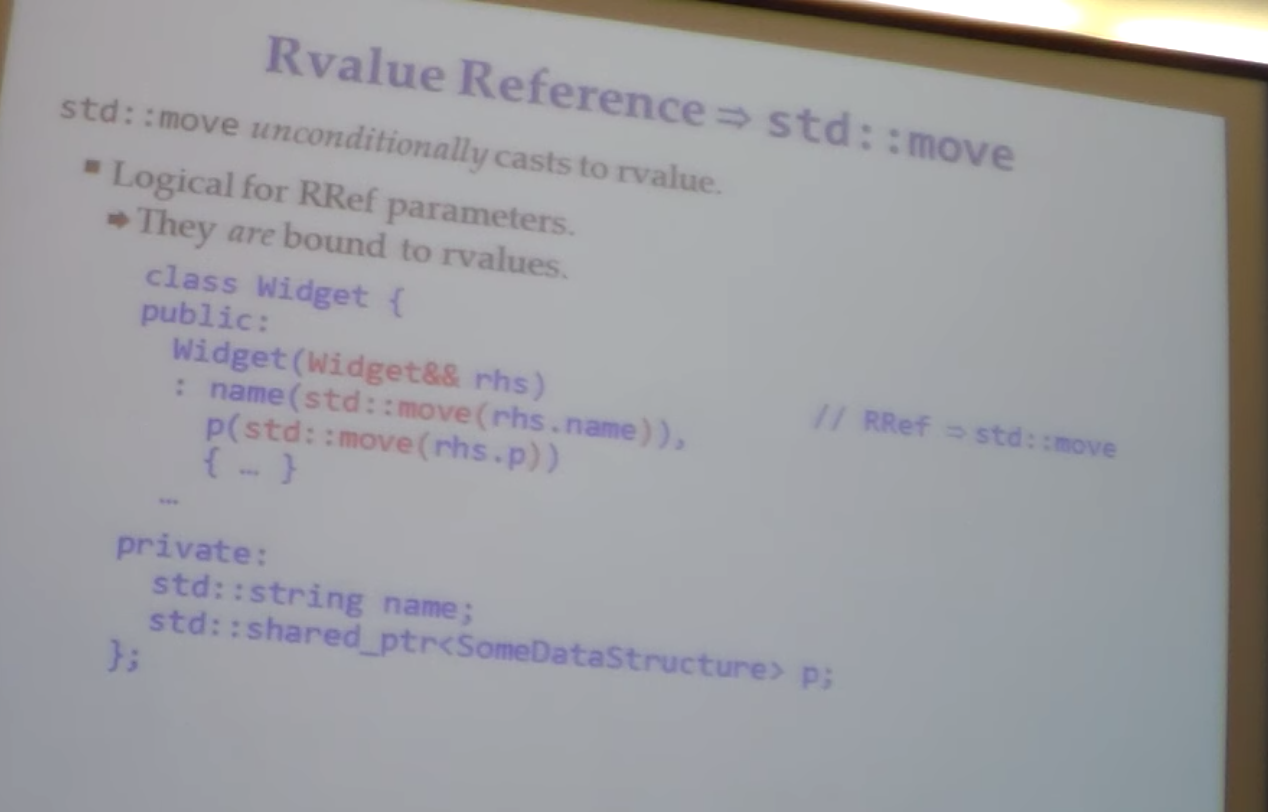 Rvalue Reference ⇒ std::move
std::move unconditionally casts to rvalue.
▪ Logical for RRef parameters.
➡ They are bound to rvalues.
class Widget {
public:
Widget(Widget&& rhs)
: name(std::move(rhs.name)), // RRef ⇒ std::move
p(std::move(rhs.p))
{ … }
…
private:
std::string name;
std::shared_ptr<SomeDataStructure> p;
};